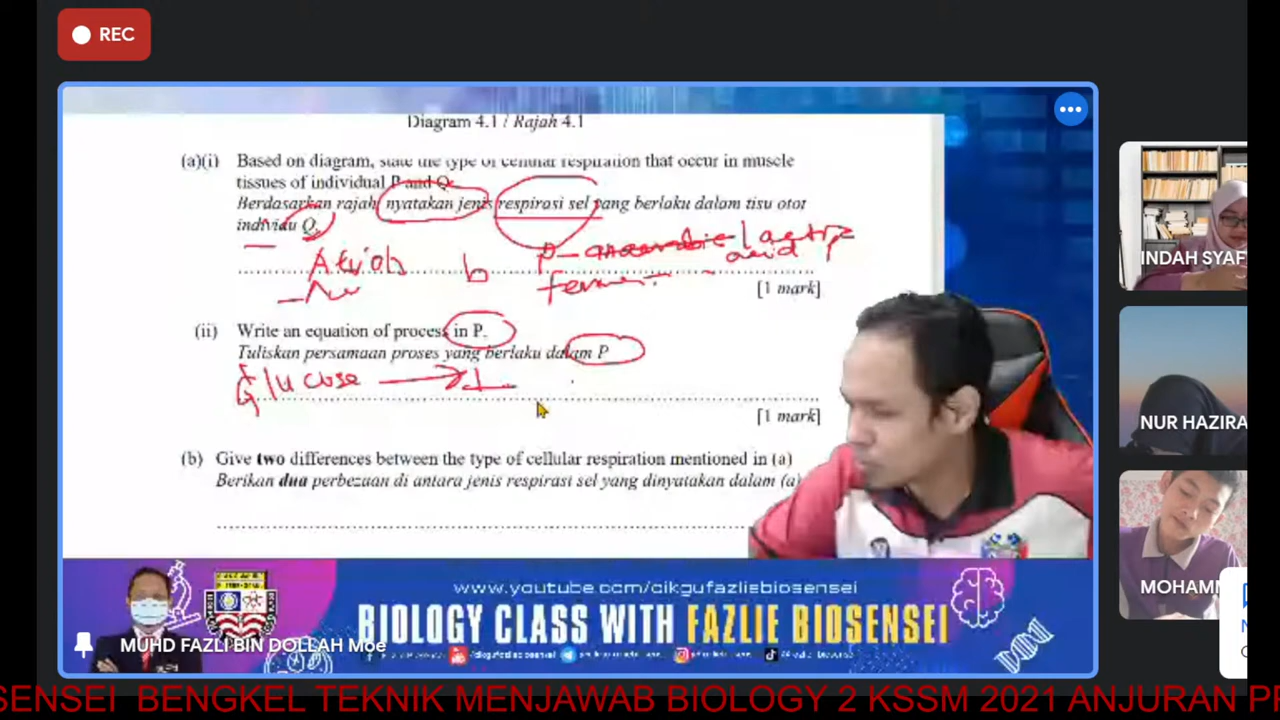 REC
Diagram 4.1 / Rajah 4.1
(a)(i) Based on diagram, state the type of cellular respiration that occur in muscle
tissues of individual P and Q.
Berdasarkan rajah, nyatakan jenis respirasi sel yang berlaku dalam tisu otot
individu Q.
P - anaerobic lactic
acid
[1 mark]
(ii) Write an equation of process in P.
Tuliskan persamaan proses yang berlaku dalam P
Glucose → L
[1 mark]
(b) Give two differences between the type of cellular respiration mentioned in (a)
Berikan dua perbezaan di antara jenis respirasi sel yang dinyatakan dalam (a)
www.youtube.com/cikgufazliebiosensei
BIOLOGY CLASS WITH FAZLIE BIOSENSEI
MUHD FAZLI BIN DOLLAH Moe
INDAH SYAF
NUR HAZIRA
MOHAMM
SENSEI BENGKEL TEKNIK MENJAWAB BIOLOGY 2 KSSM 2021 ANJURAN